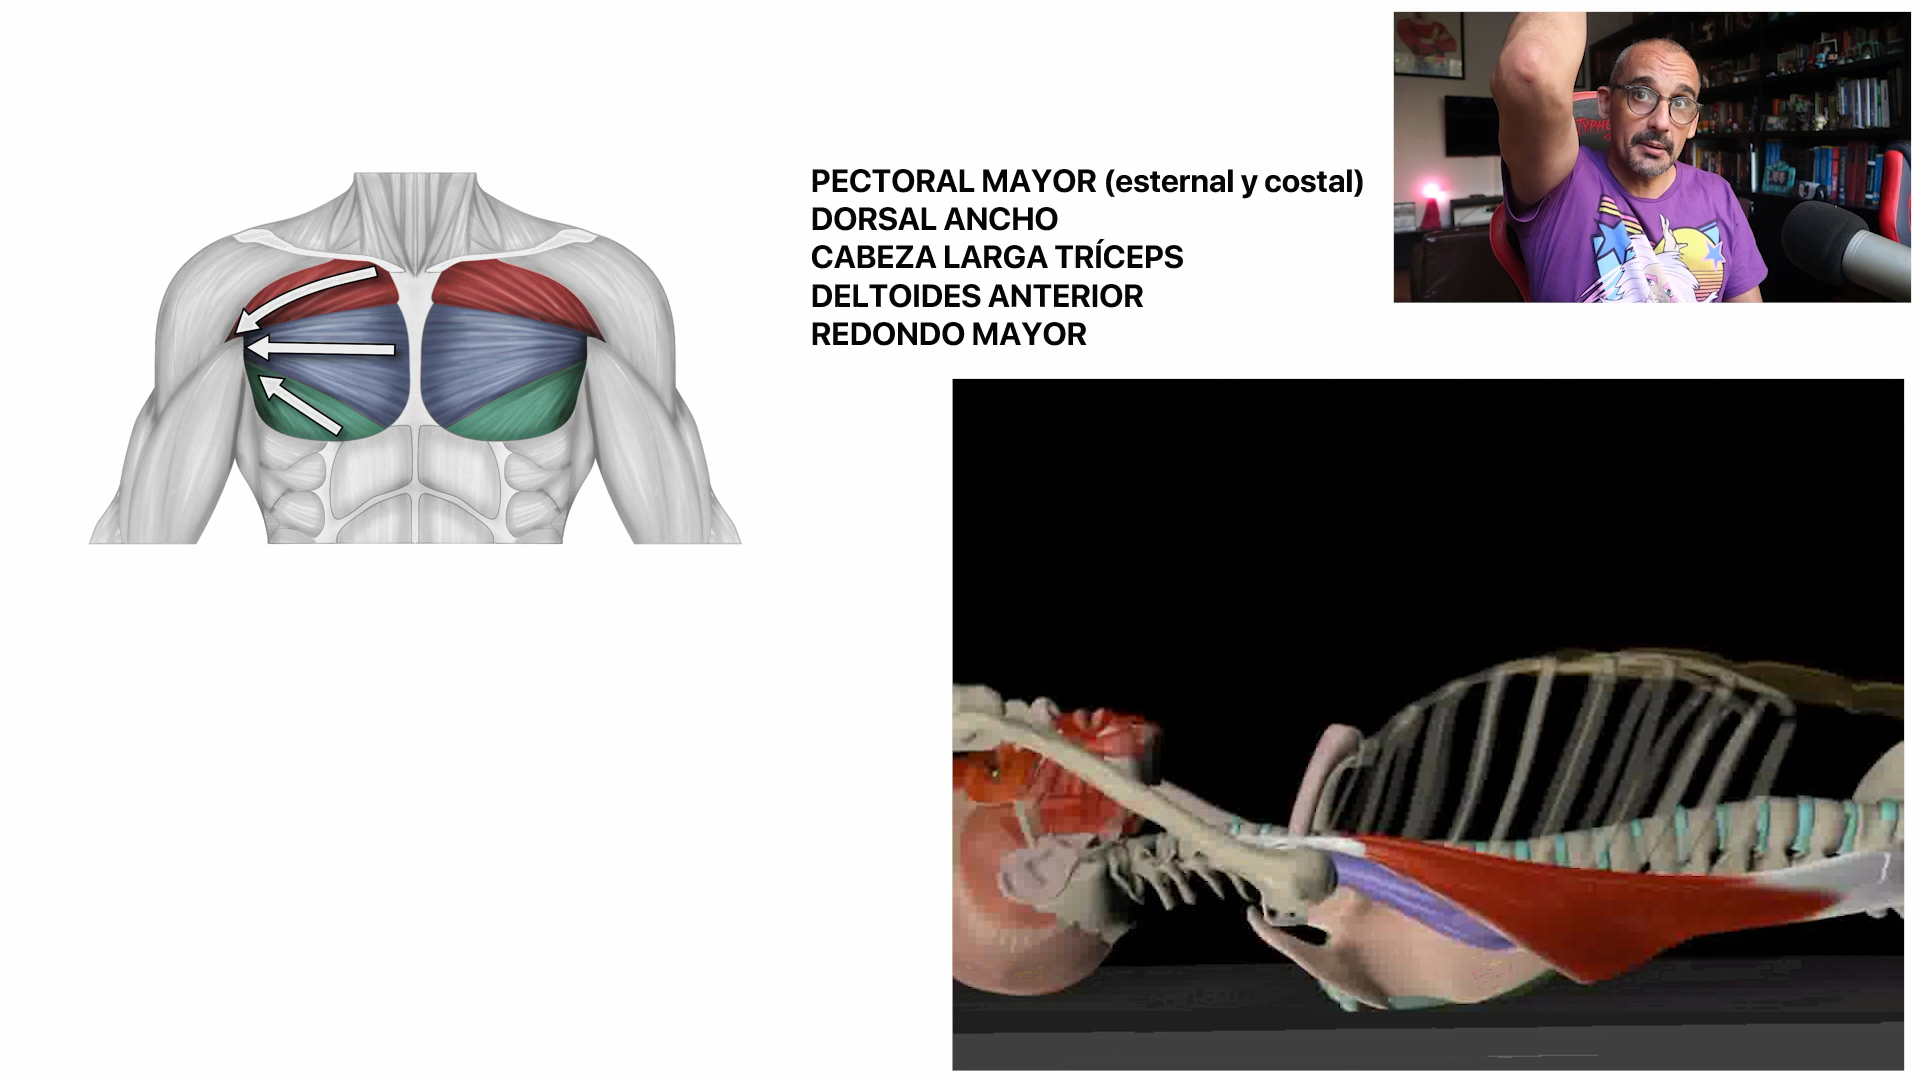 PECTORAL MAYOR (esternal y costal)
DORSAL ANCHO
CABEZA LARGA TRÍCEPS
DELTOIDES ANTERIOR
REDONDO MAYOR